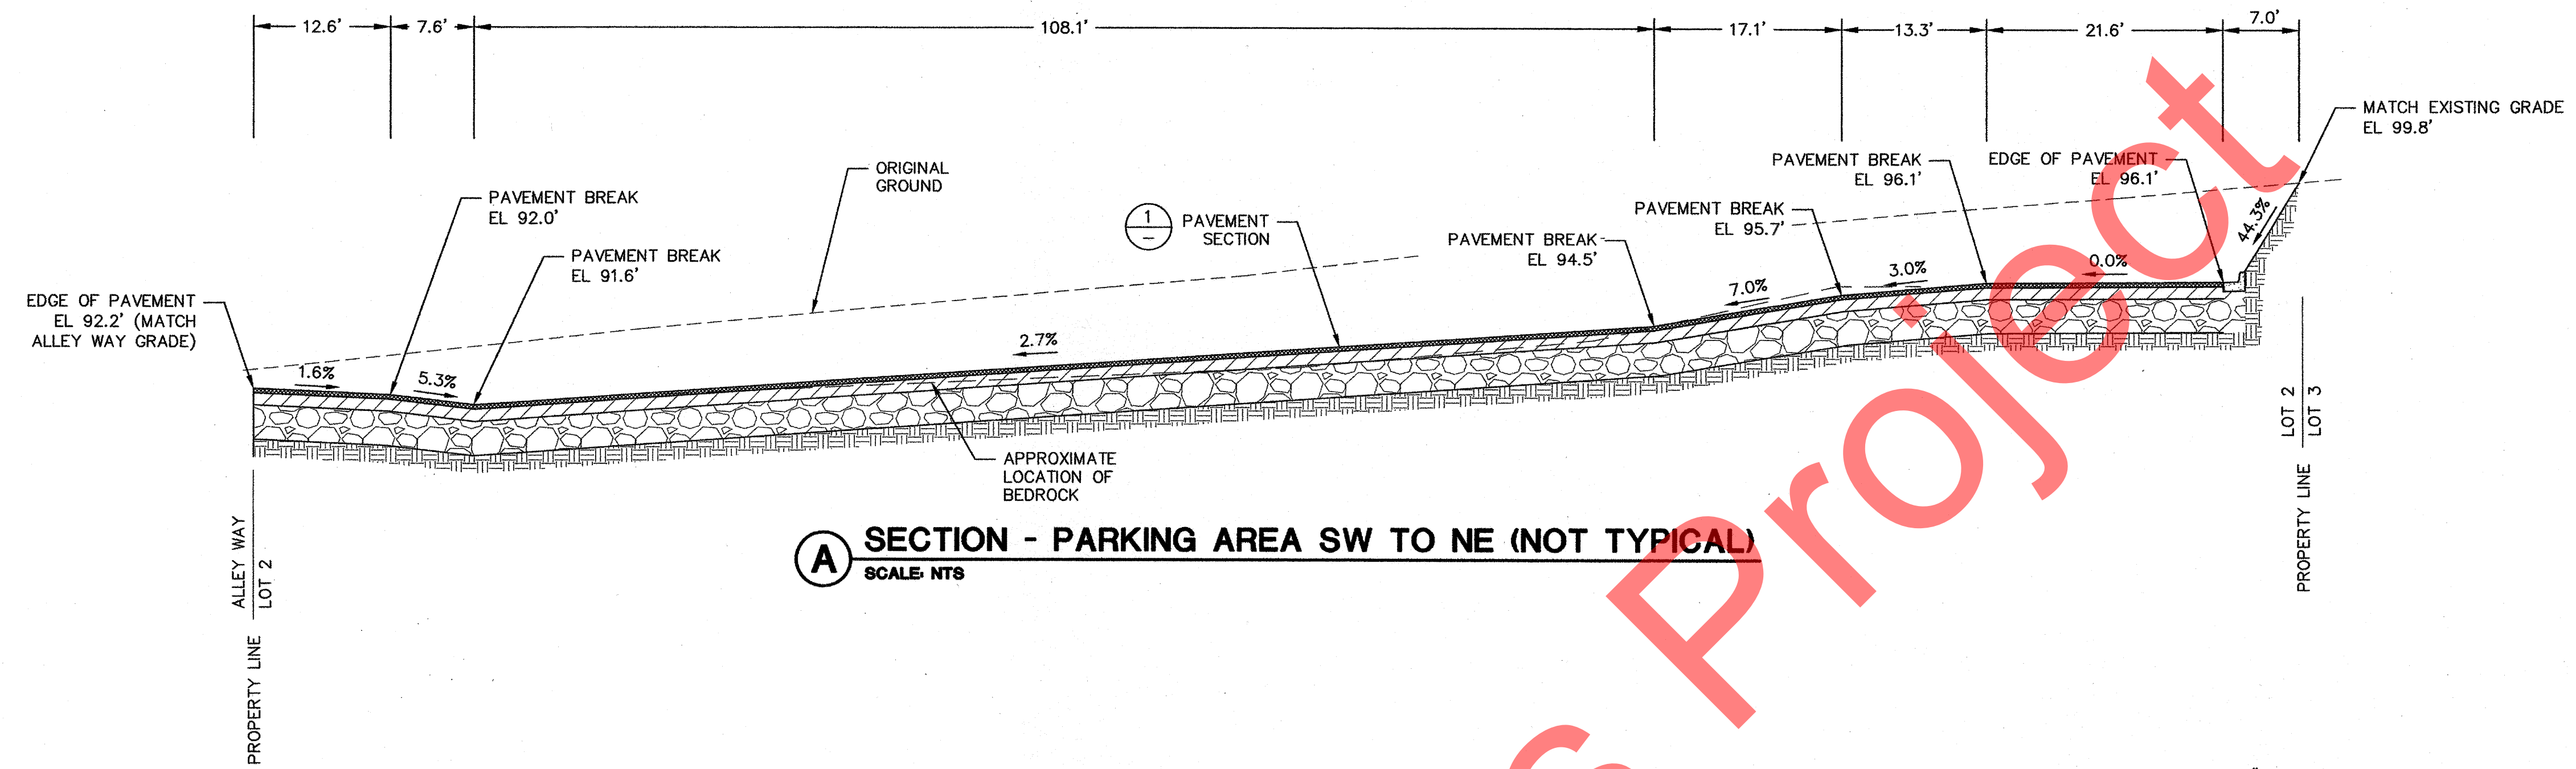 12.6'
7.6'
108.1'
17.1'
13.3'
21.6'
7.0'
MATCH EXISTING GRADE
EL 99.8'
ORIGINAL
GROUND
PAVEMENT BREAK
EL 96.1'
EDGE OF PAVEMENT
EL 96.1'
PAVEMENT BREAK
EL 92.0'
1
–
PAVEMENT
SECTION
PAVEMENT BREAK
EL 95.7'
44.3%
PAVEMENT BREAK
EL 91.6'
PAVEMENT BREAK
EL 94.5'
0.0%
3.0%
7.0%
EDGE OF PAVEMENT
EL 92.2' (MATCH
ALLEY WAY GRADE)
2.7%
1.6%
5.3%
APPROXIMATE
LOCATION OF
BEDROCK
PROPERTY LINE
LOT 2
LOT 3
A
SECTION - PARKING AREA SW TO NE (NOT TYPICAL)
SCALE: NTS
PROPERTY LINE
ALLEY WAY
LOT 2
s Project